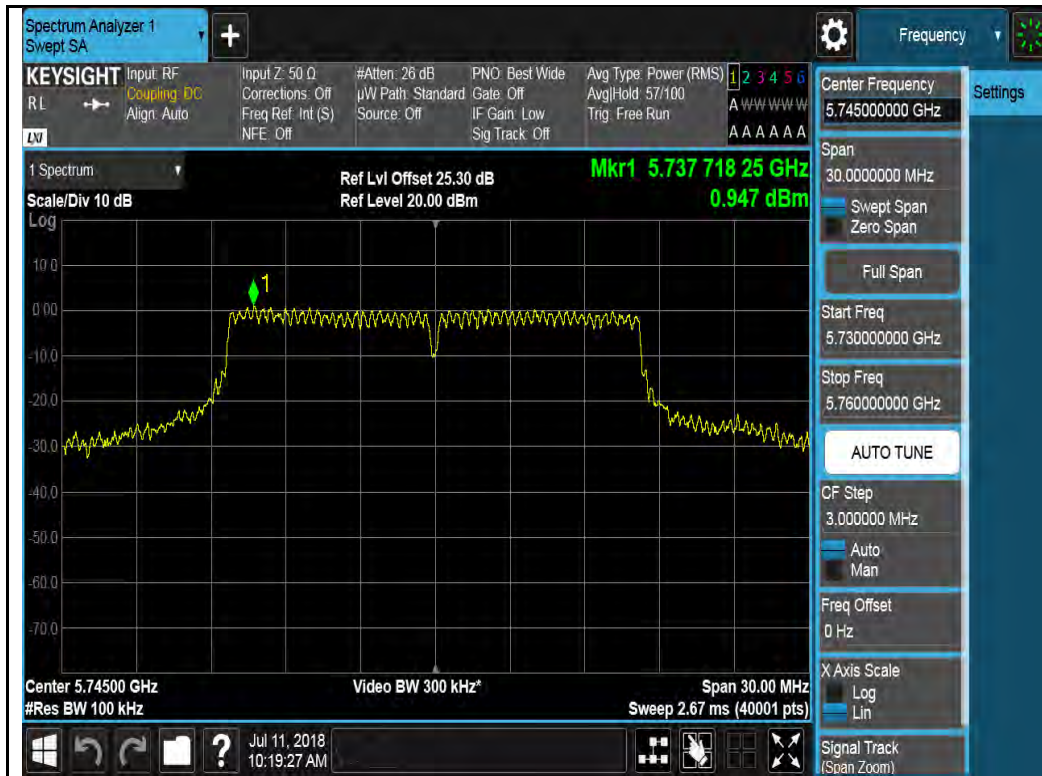 Spectrum Analyzer 1
Swept SA
+
Frequency
KEYSIGHT
RL
LXI
Input: RF
Coupling: DC
Align: Auto
Input Z: 50 Ω
Corrections: Off
Freq Ref: Int (S)
NFE: Off
#Atten: 26 dB
µW Path: Standard
Source: Off
PNO: Best Wide
Gate: Off
IF Gain: Low
Sig Track: Off
Avg Type: Power (RMS)
Avg|Hold: 57/100
Trig: Free Run
1 2 3 4 5 6
A W W W W W
A A A A A A
1 Spectrum
Scale/Div 10 dB
Log
Ref Lvl Offset 25.30 dB
Ref Level 20.00 dBm
Mkr1 5.737 718 25 GHz
0.947 dBm
10.0
0.00
-10.0
-20.0
-30.0
-40.0
-50.0
-60.0
-70.0
1
Center 5.74500 GHz
#Res BW 100 kHz
Video BW 300 kHz*
Span 30.00 MHz
Sweep 2.67 ms (40001 pts)
Center Frequency
5.745000000 GHz
Settings
Span
30.0000000 MHz
Swept Span
Zero Span
Full Span
Start Freq
5.730000000 GHz
Stop Freq
5.760000000 GHz
AUTO TUNE
CF Step
3.000000 MHz
Auto
Man
Freq Offset
0 Hz
X Axis Scale
Log
Lin
Signal Track
(Span Zoom)
?
Jul 11, 2018
10:19:27 AM